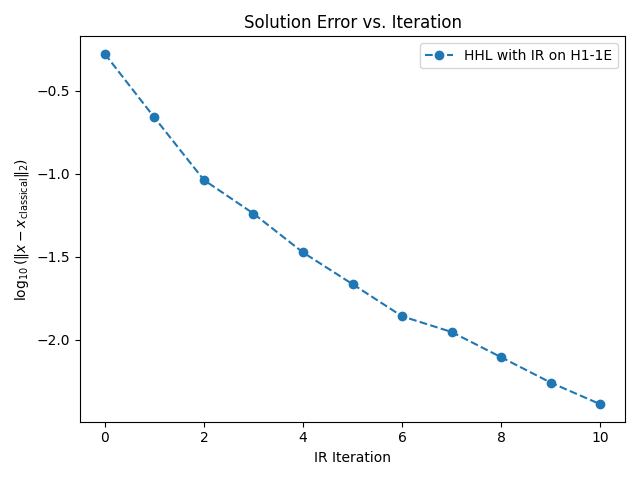 Solution Error vs. Iteration
HHL with IR on H1-1E
log₁₀(‖x − x_classical‖₂)
−0.5
−1.0
−1.5
−2.0
0 2 4 6 8 10
IR Iteration